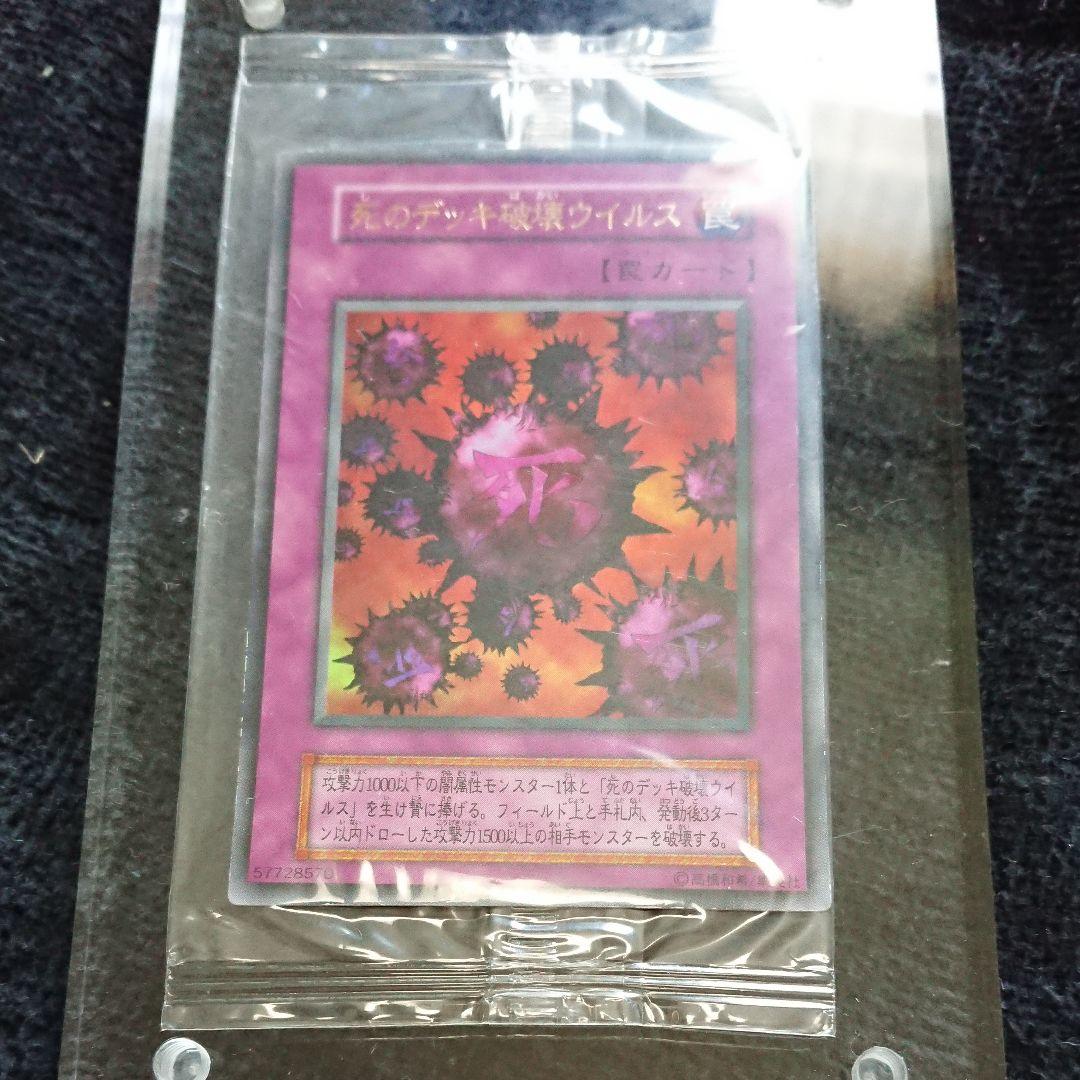 死のデッキ破壊ウイルス 罠
【罠カード】
死
攻撃力1000以下の闇属性モンスター1体と「死のデッキ破壊ウイ
ルス」を生け贄に捧げる。フィールド上と手札内、発動後3ター
ン以内ドローした攻撃力1500以上の相手モンスターを破壊する。
57728570
©高橋和希/集英社